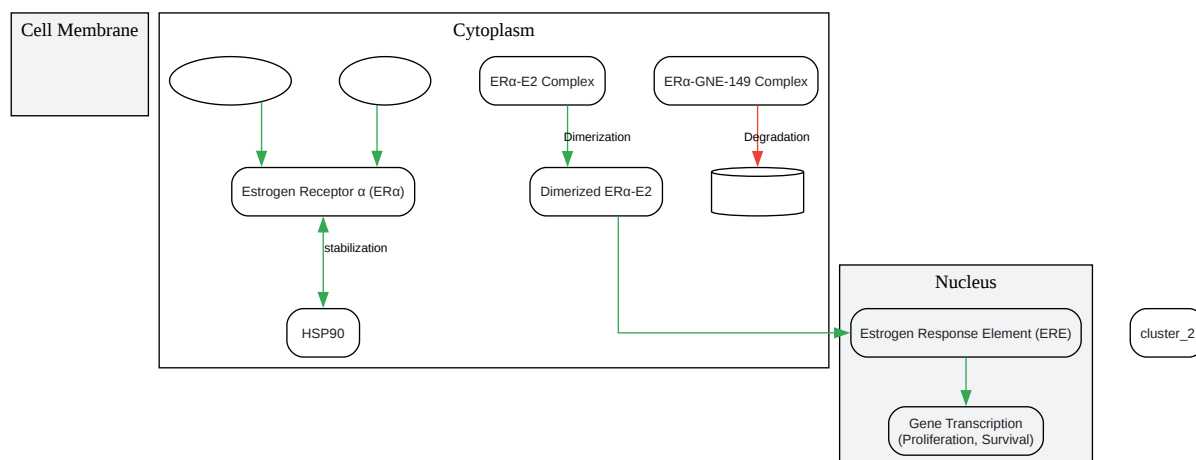 Cell Membrane
Cytoplasm
ERα-E2 Complex
ERα-GNE-149 Complex
Dimerization
Degradation
Estrogen Receptor α (ERα)
Dimerized ERα-E2
stabilization
HSP90
Nucleus
Estrogen Response Element (ERE)
cluster_2
Gene Transcription
(Proliferation, Survival)